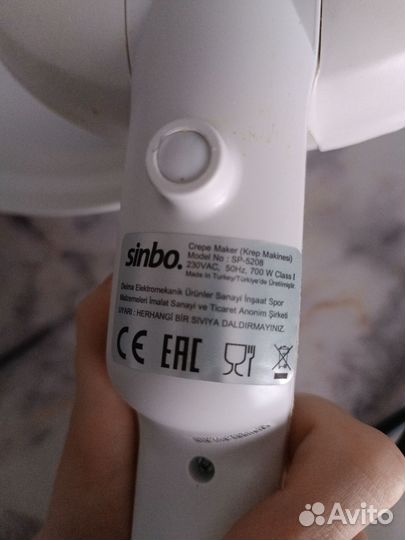 sinbo.
Crepe Maker (Krep Makinesi)
Model No : SP-5208
230VAC, 50Hz, 700 W Class I
Made in Turkey/Türkiye'de Üretilmiştir.
Deima Elektromekanik Ürünler Sanayi İnşaat Spor
Malzemeleri İmalat Sanayi ve Ticaret Anonim Şirketi
UYARI : HERHANGİ BİR SIVIYA DALDIRMAYINIZ.
CE EAC
Avito